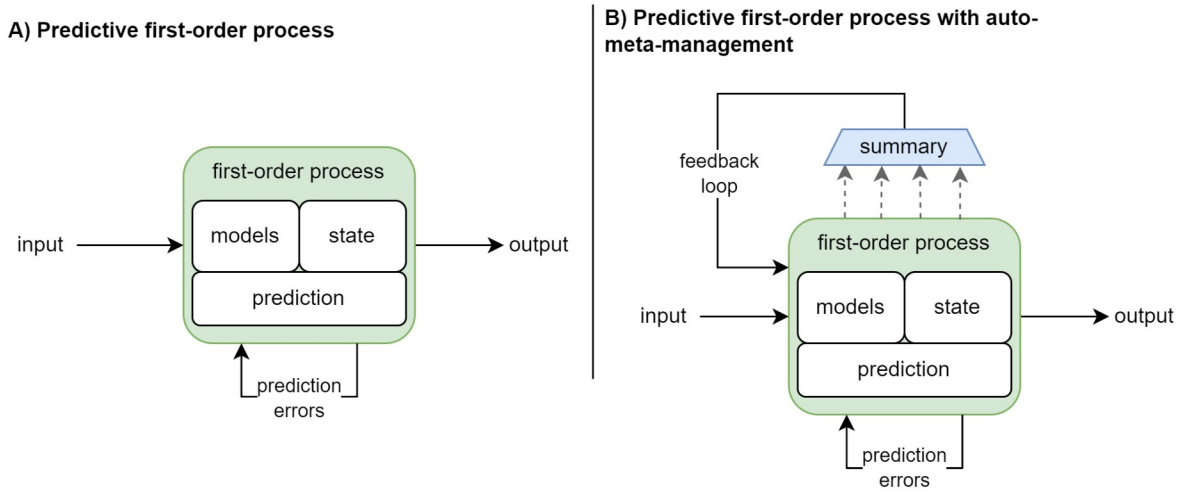 A) Predictive first-order process
first-order process
models
state
prediction
input
output
prediction
errors
B) Predictive first-order process with auto-
meta-management
summary
feedback
loop
first-order process
models
state
prediction
input
output
prediction
errors